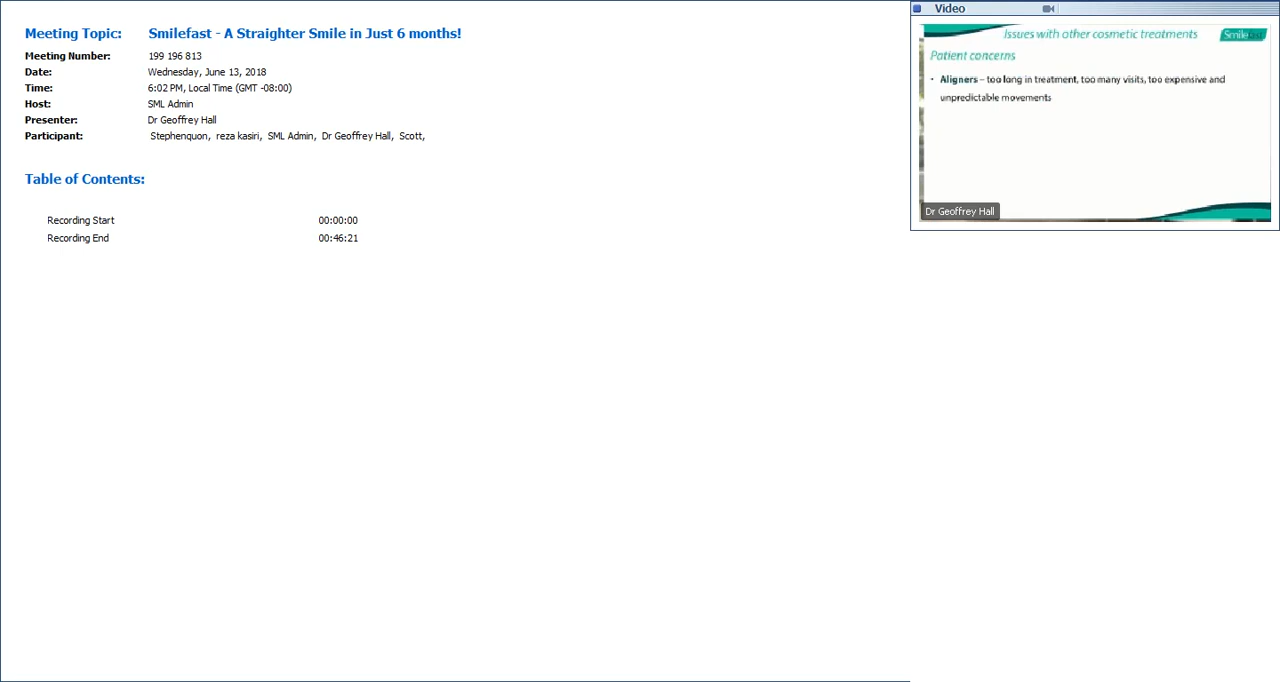 Meeting Topic: Smilefast - A Straighter Smile in Just 6 months!
Meeting Number: 199 196 813
Date: Wednesday, June 13, 2018
Time: 6:02 PM, Local Time (GMT -08:00)
Host: SML Admin
Presenter: Dr Geoffrey Hall
Participant: Stephenquon, reza kasiri, SML Admin, Dr Geoffrey Hall, Scott,
Table of Contents:
Recording Start 00:00:00
Recording End 00:46:21
Video
Issues with other cosmetic treatments
Smilefast
Patient concerns
• Aligners – too long in treatment, too many visits, too expensive and
unpredictable movements
Dr Geoffrey Hall